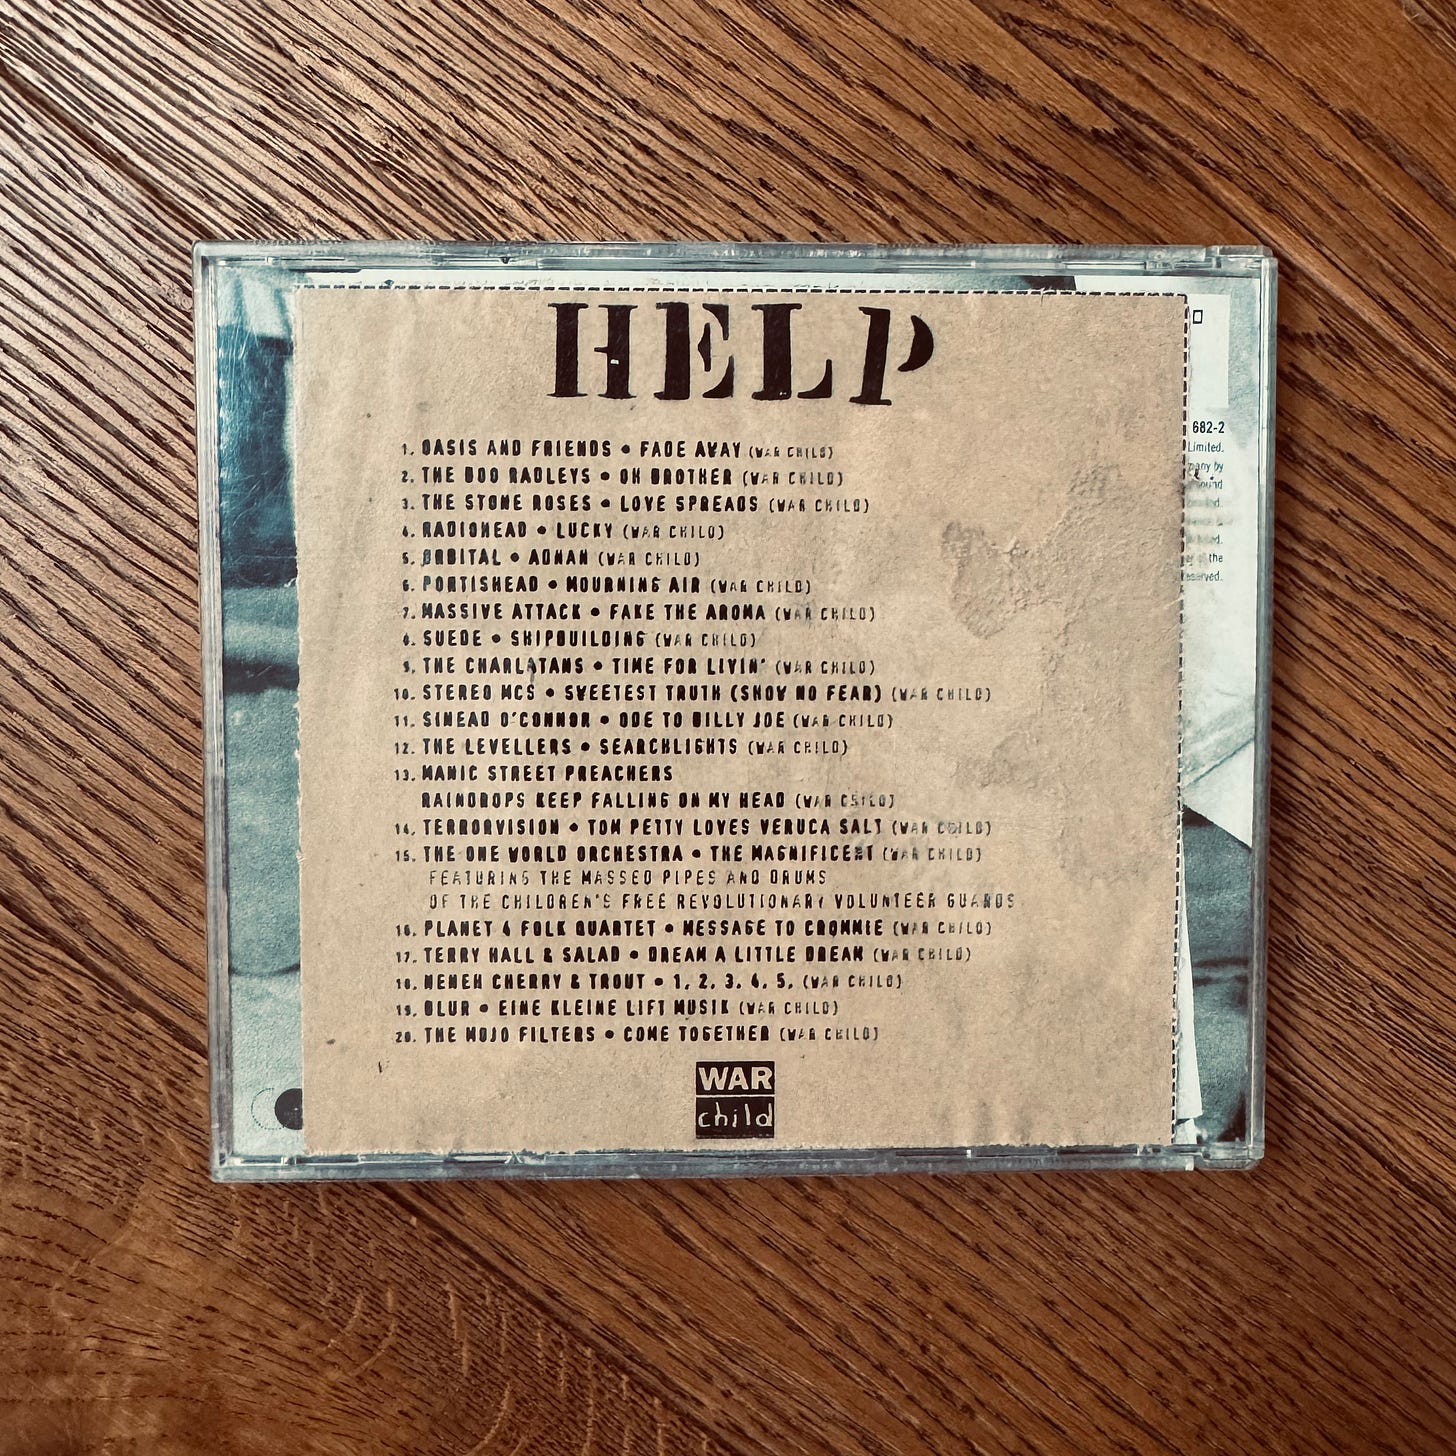 HELP
1. OASIS AND FRIENDS • FADE AWAY (WAR CHILD)
2. THE BOO RADLEYS • OH BROTHER (WAR CHILD)
3. THE STONE ROSES • LOVE SPREADS (WAR CHILD)
4. RADIOHEAD • LUCKY (WAR CHILD)
5. ORBITAL • ADNAN (WAR CHILD)
6. PORTISHEAD • MOURNING AIR (WAR CHILD)
7. MASSIVE ATTACK • FAKE THE AROMA (WAR CHILD)
8. SUEDE • SHIPBUILDING (WAR CHILD)
9. THE CHARLATANS • TIME FOR LIVIN' (WAR CHILD)
10. STEREO MCS • SWEETEST TRUTH (SHOW NO FEAR) (WAR CHILD)
11. SINEAD O'CONNOR • ODE TO BILLY JOE (WAR CHILD)
12. THE LEVELLERS • SEARCHLIGHTS (WAR CHILD)
13. MANIC STREET PREACHERS
RAINDROPS KEEP FALLING ON MY HEAD (WAR CHILD)
14. TERRORVISION • TOM PETTY LOVES VERUCA SALT (WAR CHILD)
15. THE ONE WORLD ORCHESTRA • THE MAGNIFICENT (WAR CHILD)
FEATURING THE MASSED PIPES AND DRUMS
OF THE CHILDREN'S FREE REVOLUTIONARY VOLUNTEER GUARDS
16. PLANET 4 FOLK QUARTET • MESSAGE TO CROMMIE (WAR CHILD)
17. TERRY HALL & SALAD • DREAM A LITTLE DREAM (WAR CHILD)
18. NENEH CHERRY & TROUT • 1, 2, 3, 4, 5, (WAR CHILD)
19. BLUR • EINE KLEINE LIFT MUSIK (WAR CHILD)
20. THE MOJO FILTERS • COME TOGETHER (WAR CHILD)
WAR
child
682-2
Limited.
by
the